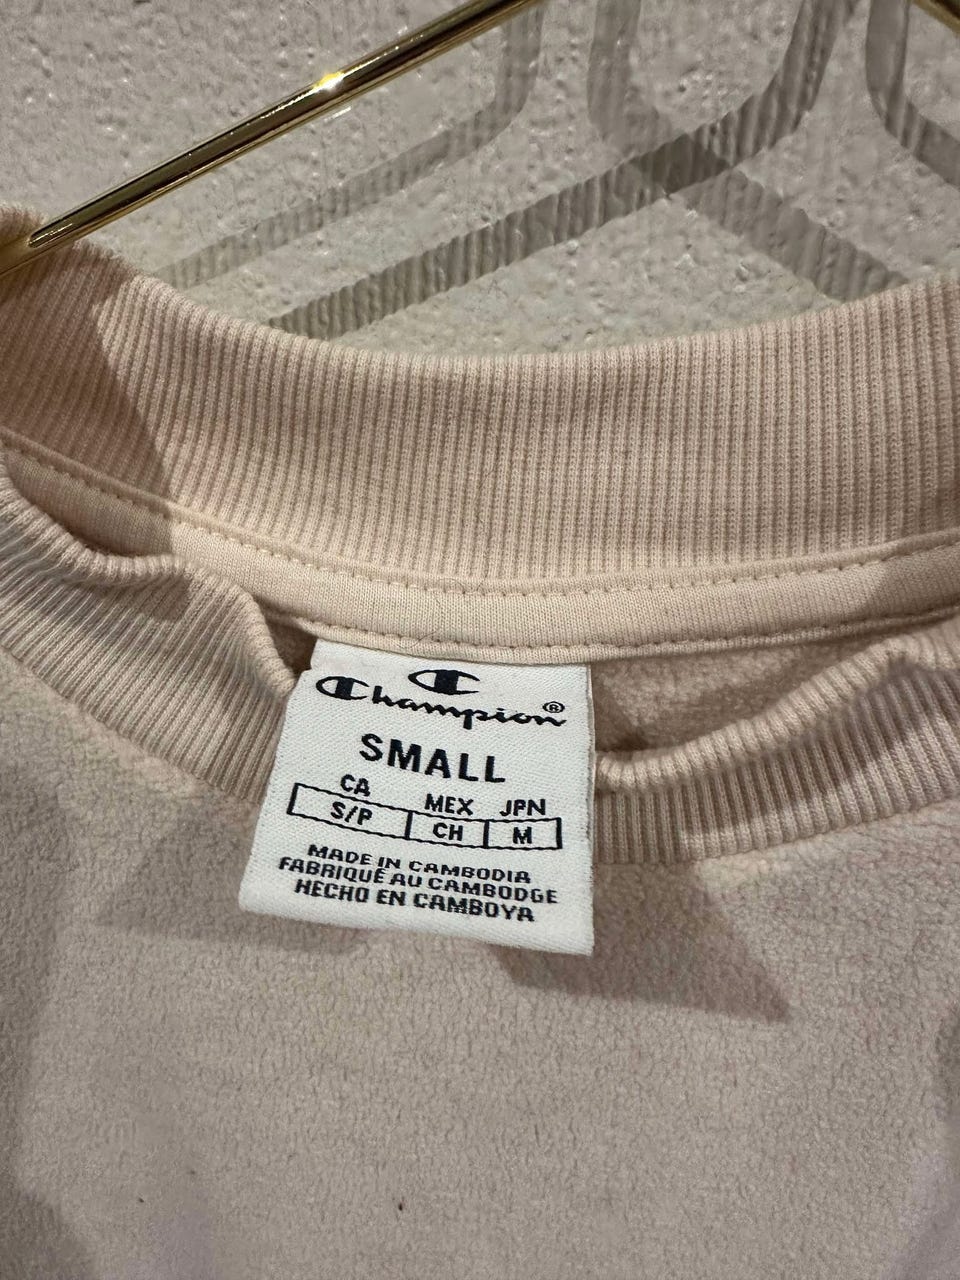 Champion®
SMALL
CA MEX JPN
S/P CH M
MADE IN CAMBODIA
FABRIQUÉ AU CAMBODGE
HECHO EN CAMBOYA